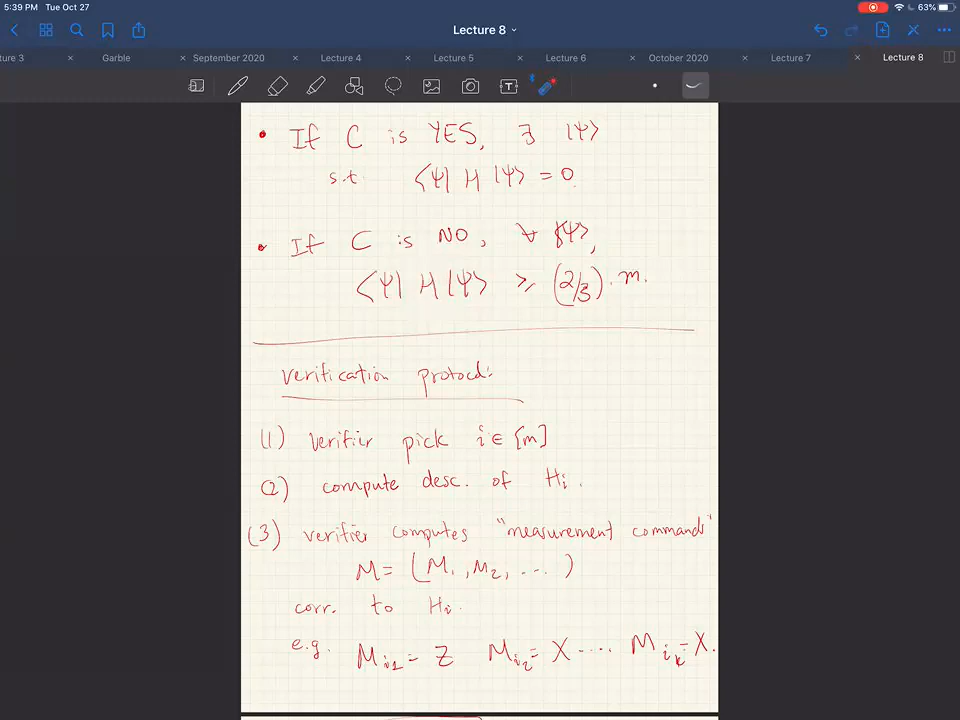 5:39 PM Tue Oct 27
63%
Lecture 8
ture 3
Garble
September 2020
Lecture 4
Lecture 5
Lecture 6
October 2020
Lecture 7
Lecture 8
• If C is YES, ∃ |Ψ⟩
s.t. ⟨Ψ| H |Ψ⟩ = 0.
• If C is NO, ∀ |Ψ⟩,
⟨Ψ| H |Ψ⟩ ≥ (2/3) · m.
Verification protocol:
(1) verifier pick i ∈ [m]
(2) compute desc. of Hi.
(3) verifier computes "measurement commands"
M = (M1, M2, ... )
corr. to Hi.
e.g. Mi1 = Z Mi2 = X .... Mik = X.